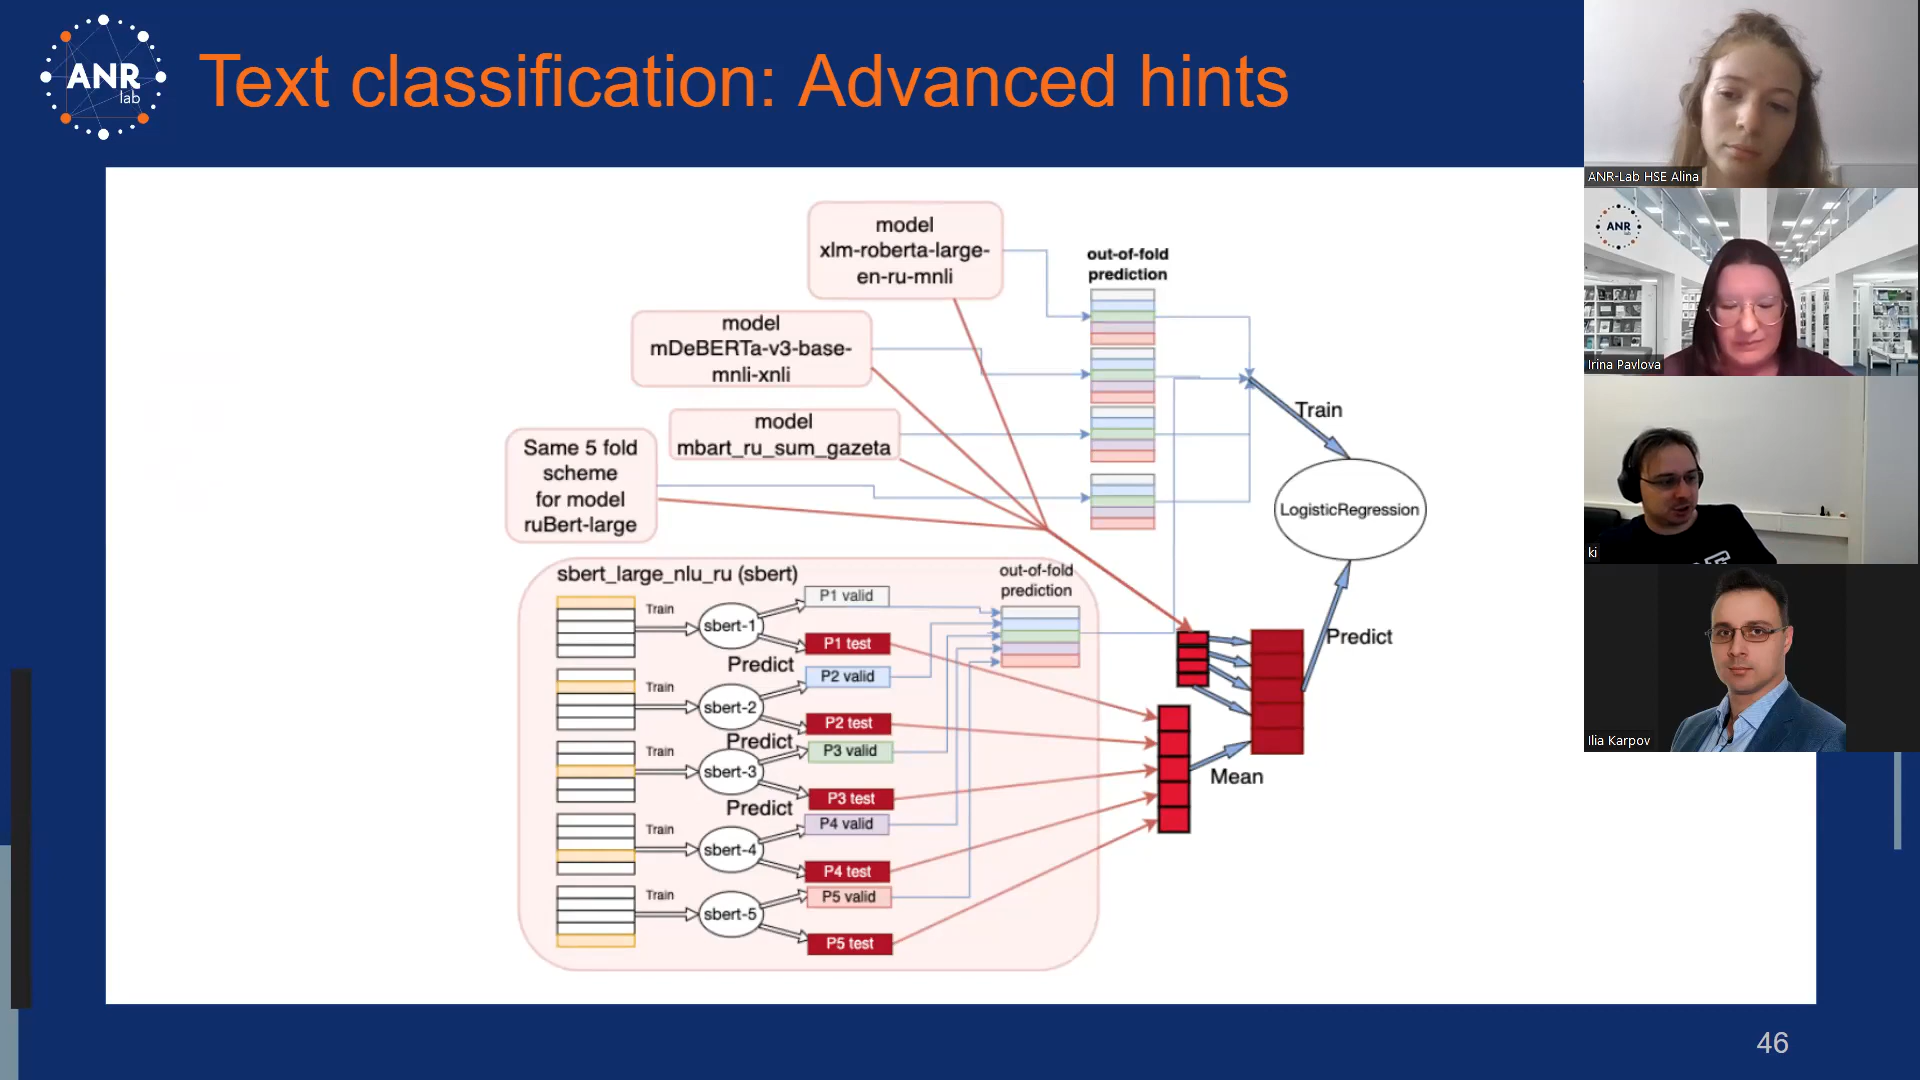 ANR
lab
Text classification: Advanced hints
model
xlm-roberta-large-
en-ru-mnli
out-of-fold
prediction
model
mDeBERTa-v3-base-
mnli-xnli
model
mbart_ru_sum_gazeta
Same 5 fold
scheme
for model
ruBert-large
Train
LogisticRegression
Predict
Mean
sbert_large_nlu_ru (sbert)
out-of-fold
prediction
Train
sbert-1
P1 valid
P1 test
Predict
Train
sbert-2
P2 valid
P2 test
Predict
Train
sbert-3
P3 valid
P3 test
Predict
Train
sbert-4
P4 valid
P4 test
Train
sbert-5
P5 valid
P5 test
46
ANR-Lab HSE Alina
ANR
lab
Irina Pavlova
ki
Ilia Karpov